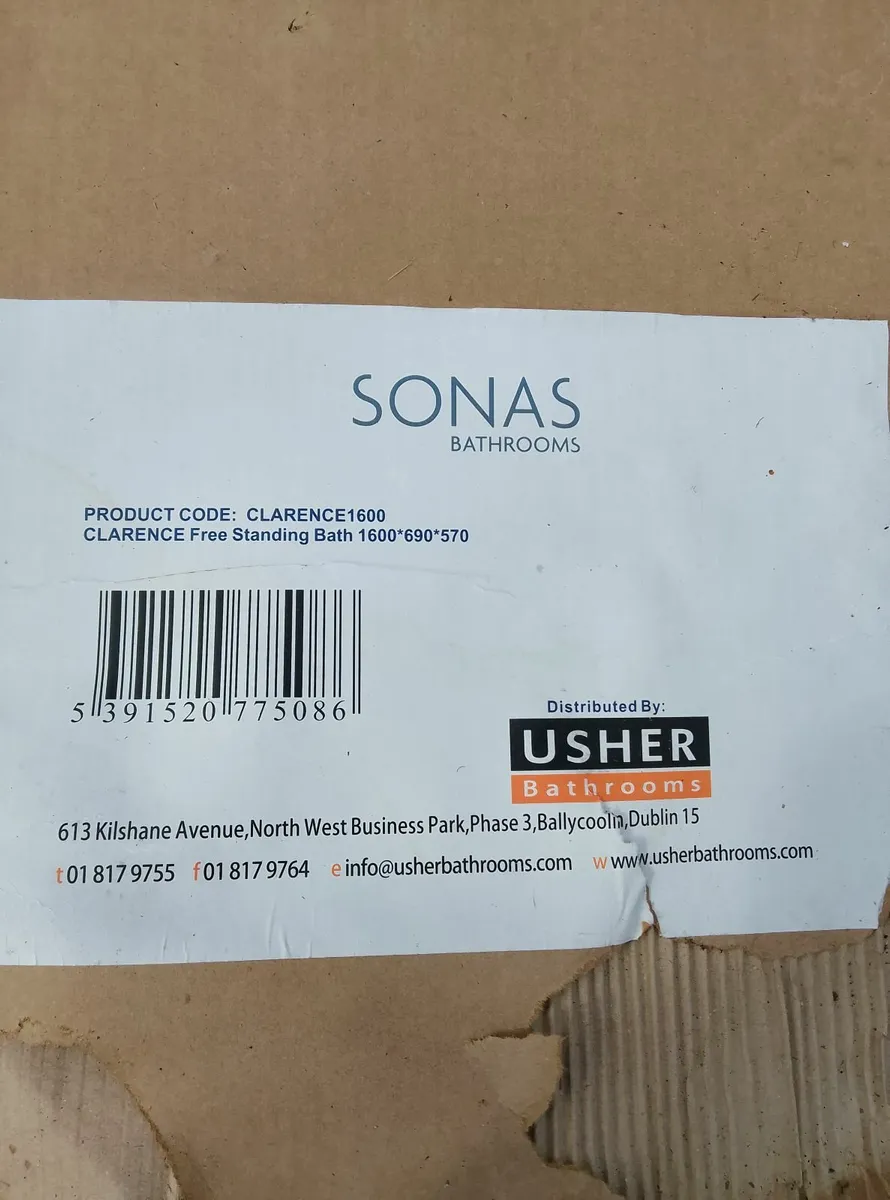 SONAS
BATHROOMS
PRODUCT CODE: CLARENCE1600
CLARENCE Free Standing Bath 1600*690*570
5 391520 775086
Distributed By:
USHER
Bathrooms
613 Kilshane Avenue,North West Business Park,Phase 3,Ballycoolin,Dublin 15
t 01 817 9755 f 01 817 9764 e info@usherbathrooms.com w www.usherbathrooms.com